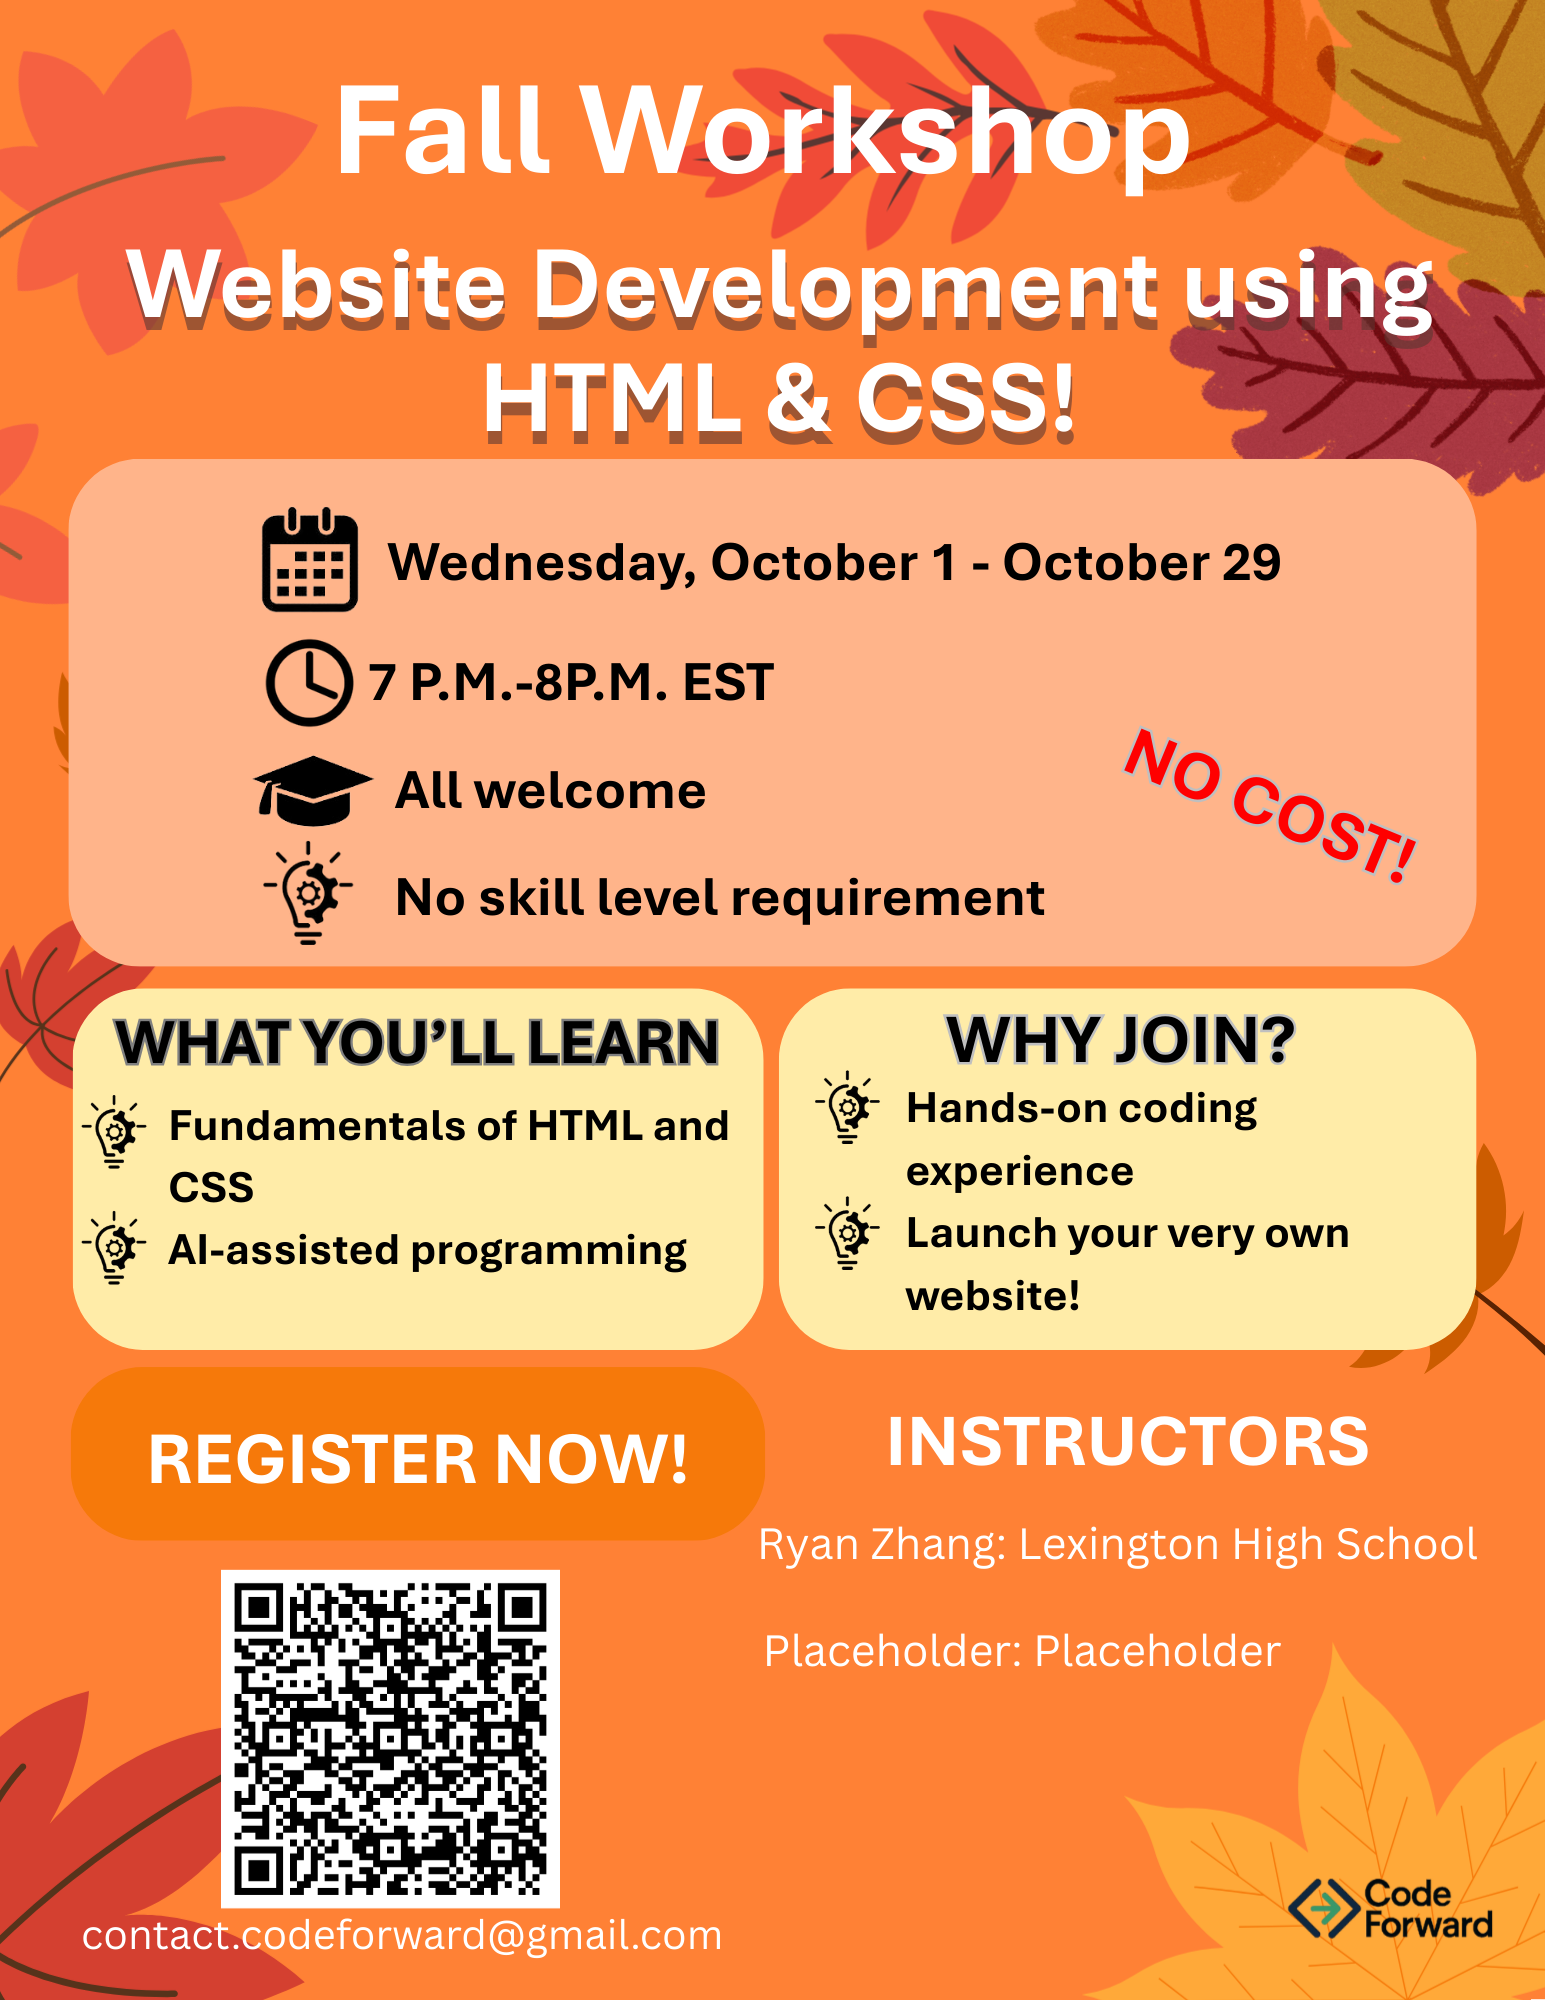 Fall Workshop
Website Development using
HTML & CSS!
Wednesday, October 1 - October 29
7 P.M.-8P.M. EST
All welcome
No skill level requirement
NO COST!
WHAT YOU’LL LEARN
Fundamentals of HTML and
CSS
AI-assisted programming
WHY JOIN?
Hands-on coding
experience
Launch your very own
website!
REGISTER NOW!
contact.codeforward@gmail.com
INSTRUCTORS
Ryan Zhang: Lexington High School
Placeholder: Placeholder
Code
Forward